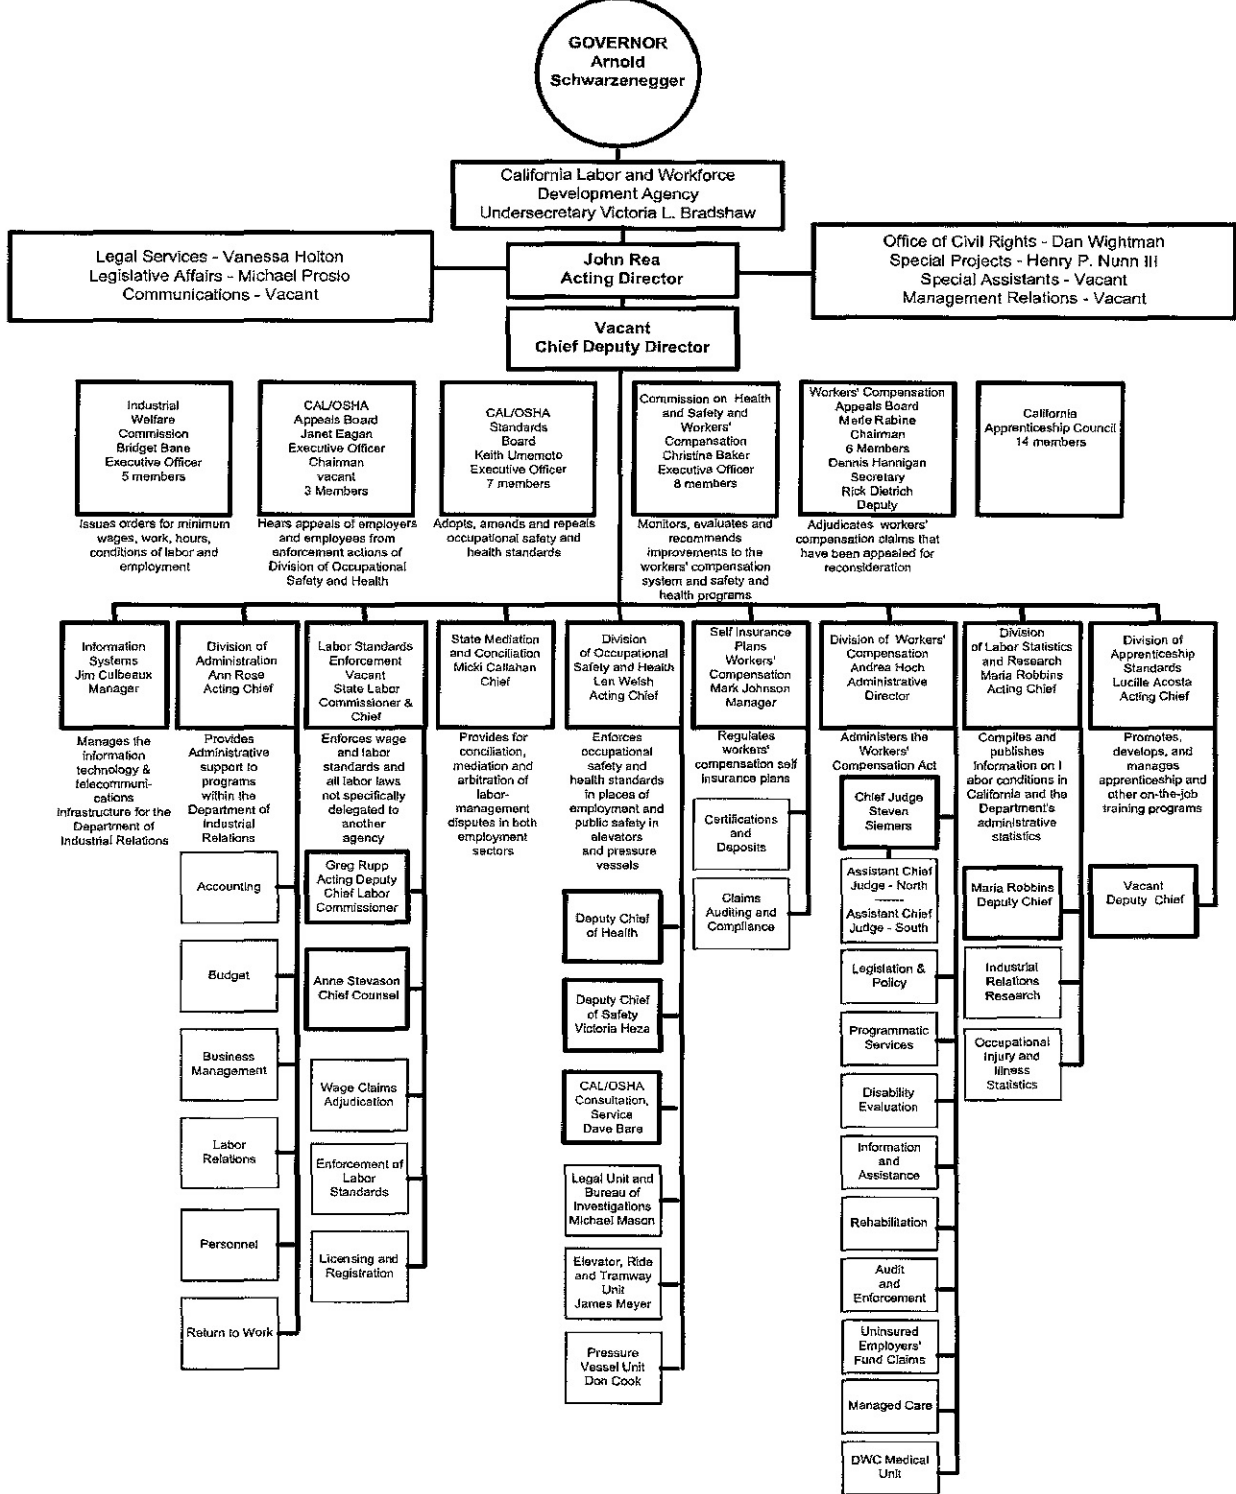 GOVERNOR
Arnold
Schwarzenegger
California Labor and Workforce
Development Agency
Undersecretary Victoria L. Bradshaw
Legal Services - Vanessa Holton
Legislative Affairs - Michael Prosio
Communications - Vacant
John Rea
Acting Director
Office of Civil Rights - Dan Wightman
Special Projects - Henry P. Nunn III
Special Assistants - Vacant
Management Relations - Vacant
Vacant
Chief Deputy Director
Industrial
Welfare
Commission
Bridget Bane
Executive Officer
5 members
Issues orders for minimum
wages, work, hours,
conditions of labor and
employment
CAL/OSHA
Appeals Board
Janet Eagan
Executive Officer
Chairman
vacant
3 Members
Hears appeals of employers
and employees from
enforcement actions of
Division of Occupational
Safety and Health
CAL/OSHA
Standards
Board
Keith Umemoto
Executive Officer
7 members
Adopts, amends and repeals
occupational safety and
health standards
Commission on Health
and Safety and
Workers'
Compensation
Christine Baker
Executive Officer
8 members
Monitors, evaluates and
recommends
improvements to the
workers' compensation
system and safety and
health programs
Workers' Compensation
Appeals Board
Merle Rabine
Chairman
6 Members
Dennis Hannigan
Secretary
Rick Dietrich
Deputy
Adjudicates workers'
compensation claims that
have been appealed for
reconsideration
California
Apprenticeship Council
14 members
Information
Systems
Jim Culbeaux
Manager
Manages the
information
technology &
telecommuni-
cations
infrastructure for the
Department of
Industrial Relations
Division of
Administration
Ann Rose
Acting Chief
Provides
Administrative
support to
programs
within the
Department of
Industrial
Relations
Accounting
Budget
Business
Management
Labor
Relations
Personnel
Return to Work
Labor Standards
Enforcement
Vacant
State Labor
Commissioner &
Chief
Enforces wage
and labor
standards and
all labor laws
not specifically
delegated to
another
agency
Greg Rupp
Acting Deputy
Chief Labor
Commissioner
Anne Stevason
Chief Counsel
Wage Claims
Adjudication
Enforcement of
Labor
Standards
Licensing and
Registration
State Mediation
and Conciliation
Micki Callahan
Chief
Provides for
conciliation,
mediation and
arbitration of
labor-
management
disputes in both
employment
sectors
Division
of Occupational
Safety and Health
Len Welsh
Acting Chief
Enforces
occupational
safety and
health standards
in places of
employment and
public safety in
elevators
and pressure
vessels
Deputy Chief
of Health
Deputy Chief
of Safety
Victoria Heza
CAL/OSHA
Consultation,
Service
Dave Bare
Legal Unit and
Bureau of
Investigations
Michael Mason
Elevator, Ride
and Tramway
Unit
James Meyer
Pressure
Vessel Unit
Don Cook
Self Insurance
Plans
Workers'
Compensation
Mark Johnson
Manager
Regulates
workers'
compensation self
insurance plans
Certifications
and
Deposits
Claims
Auditing and
Compliance
Division of Workers'
Compensation
Andrea Hoch
Administrative
Director
Administers the
Workers'
Compensation Act
Chief Judge
Steven
Siemers
Assistant Chief
Judge - North
-------
Assistant Chief
Judge - South
Legislation &
Policy
Programmatic
Services
Disability
Evaluation
Information
and
Assistance
Rehabilitation
Audit
and
Enforcement
Uninsured
Employers'
Fund Claims
Managed Care
DWC Medical
Unit
Division
of Labor Statistics
and Research
Maria Robbins
Acting Chief
Compiles and
publishes
information on l
abor conditions in
California and the
Department's
administrative
statistics
Maria Robbins
Deputy Chief
Industrial
Relations
Research
Occupational
Injury and
Illness
Statistics
Division of
Apprenticeship
Standards
Lucille Acosta
Acting Chief
Promotes,
develops, and
manages
apprenticeship and
other on-the-job
training programs
Vacant
Deputy Chief